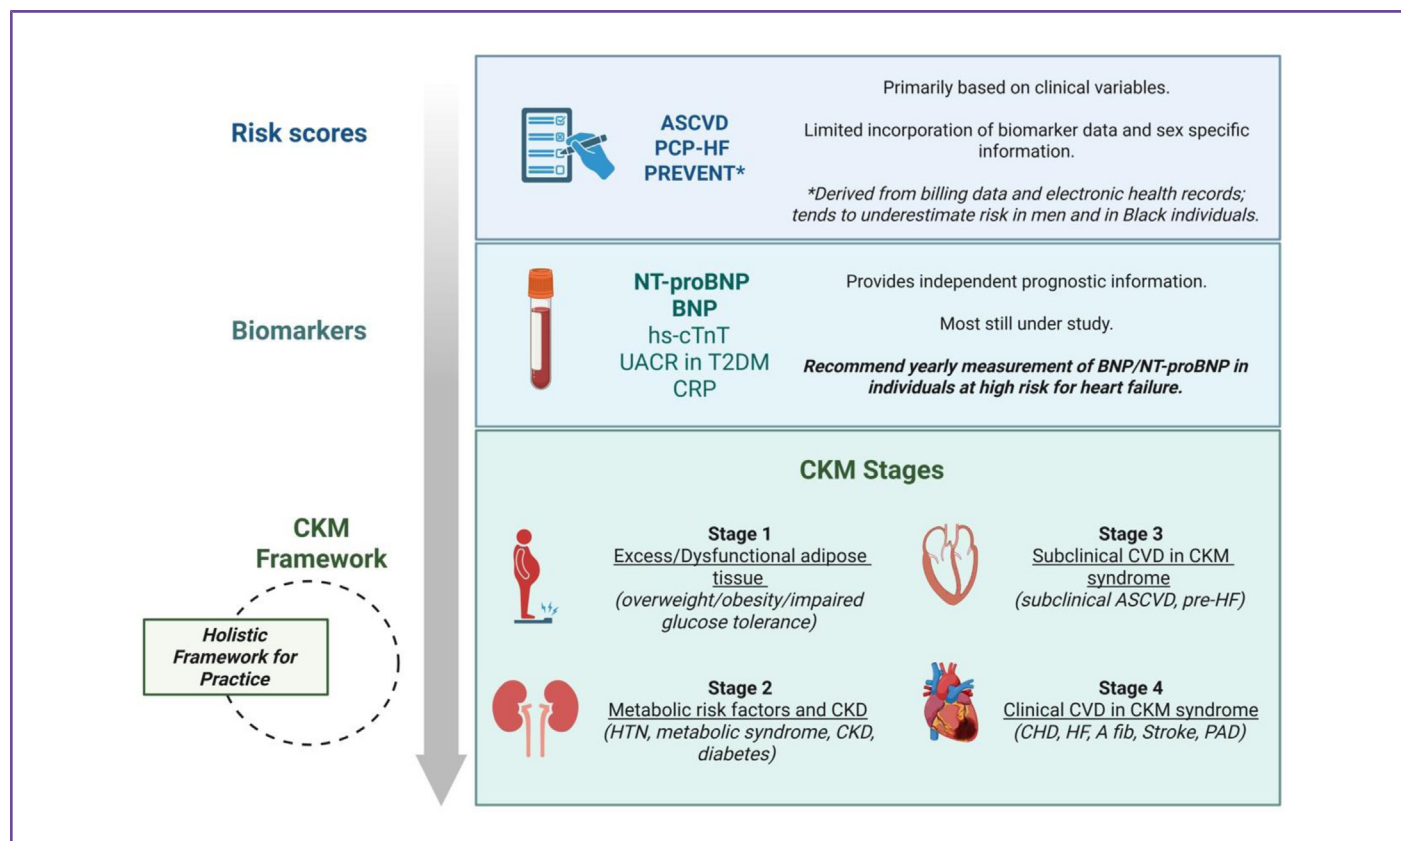 Risk scores
ASCVD
PCP-HF
PREVENT*
Primarily based on clinical variables.
Limited incorporation of biomarker data and sex specific
information.
*Derived from billing data and electronic health records;
tends to underestimate risk in men and in Black individuals.
Biomarkers
NT-proBNP
BNP
hs-cTnT
UACR in T2DM
CRP
Provides independent prognostic information.
Most still under study.
Recommend yearly measurement of BNP/NT-proBNP in
individuals at high risk for heart failure.
CKM
Framework
Holistic
Framework for
Practice
CKM Stages
Stage 1
Excess/Dysfunctional adipose
tissue
(overweight/obesity/impaired
glucose tolerance)
Stage 2
Metabolic risk factors and CKD
(HTN, metabolic syndrome, CKD,
diabetes)
Stage 3
Subclinical CVD in CKM
syndrome
(subclinical ASCVD, pre-HF)
Stage 4
Clinical CVD in CKM syndrome
(CHD, HF, A fib, Stroke, PAD)